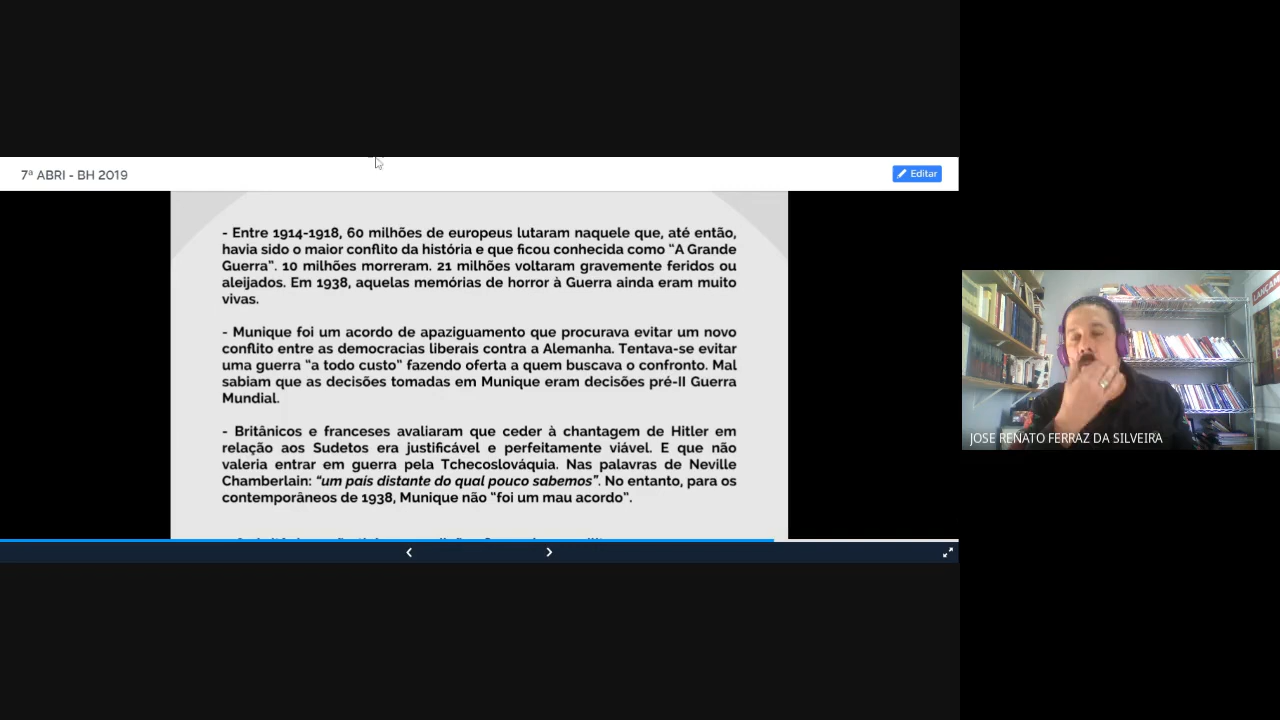 7ª ABRI - BH 2019
Editar
- Entre 1914-1918, 60 milhões de europeus lutaram naquele que, até então,
havia sido o maior conflito da história e que ficou conhecida como “A Grande
Guerra”. 10 milhões morreram. 21 milhões voltaram gravemente feridos ou
aleijados. Em 1938, aquelas memórias de horror à Guerra ainda eram muito
vivas.
- Munique foi um acordo de apaziguamento que procurava evitar um novo
conflito entre as democracias liberais contra a Alemanha. Tentava-se evitar
uma guerra “a todo custo” fazendo oferta a quem buscava o confronto. Mal
sabiam que as decisões tomadas em Munique eram decisões pré-II Guerra
Mundial.
- Britânicos e franceses avaliaram que ceder à chantagem de Hitler em
relação aos Sudetos era justificável e perfeitamente viável. E que não
valeria entrar em guerra pela Tchecoslováquia. Nas palavras de Neville
Chamberlain: “um país distante do qual pouco sabemos”. No entanto, para os
contemporâneos de 1938, Munique não “foi um mau acordo”.
JOSE RENATO FERRAZ DA SILVEIRA